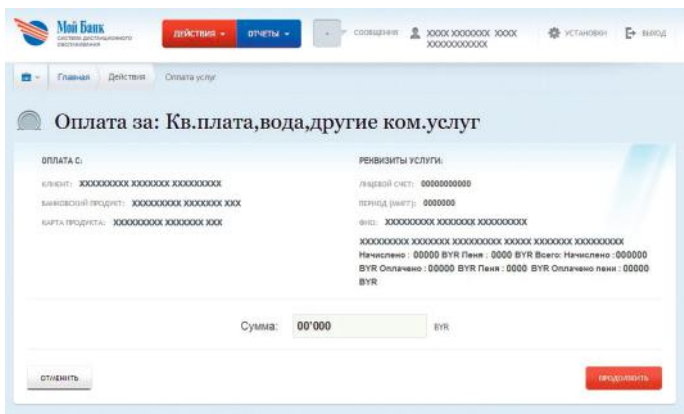 Мой Банк
СИСТЕМА ДИСТАНЦИОННОГО
ОБСЛУЖИВАНИЯ
ДЕЙСТВИЯ
ОТЧЕТЫ
СООБЩЕНИЯ
XXXX XXXXXXX XXXX
XXXXXXXXXXX
УСТАНОВКИ
ВЫХОД
Главная
Действия
Оплата услуг
Оплата за: Кв.плата,вода,другие ком.услуг
ОПЛАТА С:
КЛИЕНТ: XXXXXXXXX XXXXXXX XXXXXXXXX
БАНКОВСКИЙ ПРОДУКТ: XXXXXXXXX XXXXXXX XXX
КАРТА ПРОДУКТА: XXXXXXXXX XXXXXXX XXX
РЕКВИЗИТЫ УСЛУГИ:
ЛИЦЕВОЙ СЧЕТ: 00000000000
ПЕРИОД (ММГГ): 0000000
ФИО: XXXXXXXXX XXXXXXX XXXXXXXXX
XXXXXXXXX XXXXXXX XXXXXXXXX XXXXX XXXXXXX XXXXXXXXX
Начислено : 00000 BYR Пеня : 0000 BYR Всего: Начислено :000000
BYR Оплачено : 00000 BYR Пеня : 0000 BYR Оплачено пени : 00000
BYR
Сумма: 00'000 BYR
ОТМЕНИТЬ
ПРОДОЛЖИТЬ